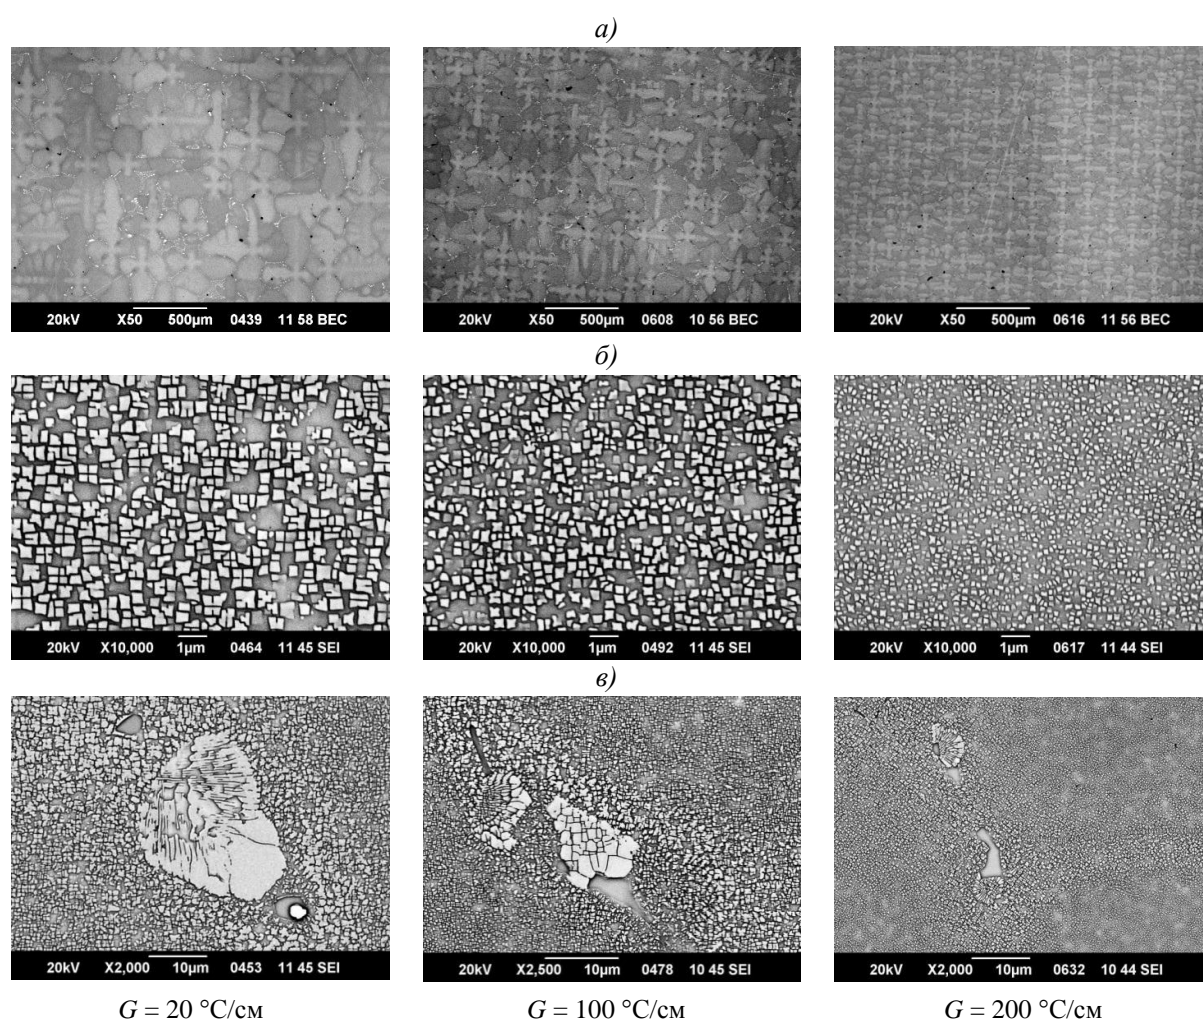 а)
20kV X50 500µm 0439 11 58 BEC
20kV X50 500µm 0608 10 56 BEC
20kV X50 500µm 0616 11 56 BEC
б)
20kV X10,000 1µm 0464 11 45 SEI
20kV X10,000 1µm 0492 11 45 SEI
20kV X10,000 1µm 0617 11 44 SEI
в)
20kV X2,000 10µm 0453 11 45 SEI
20kV X2,500 10µm 0478 10 45 SEI
20kV X2,000 10µm 0632 10 44 SEI
G = 20 °C/см
G = 100 °C/см
G = 200 °C/см